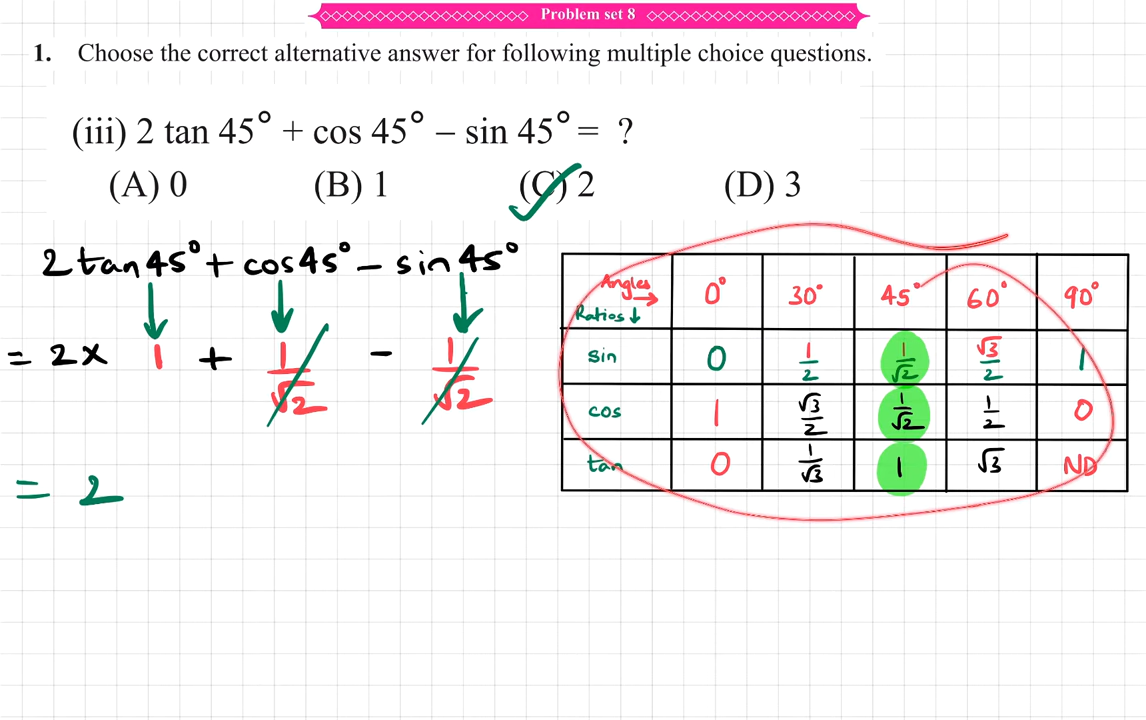 Problem set 8
1. Choose the correct alternative answer for following multiple choice questions.
(iii) 2 tan 45° + cos 45° – sin 45° = ?
(A) 0 (B) 1 (C) 2 (D) 3
2 tan 45° + cos 45° – sin 45°
= 2 × 1 + 1/√2 - 1/√2
= 2
Angles → 0° 30° 45° 60° 90°
Ratios ↓
sin 0 1/2 1/√2 √3/2 1
cos 1 √3/2 1/√2 1/2 0
tan 0 1/√3 1 √3 ND